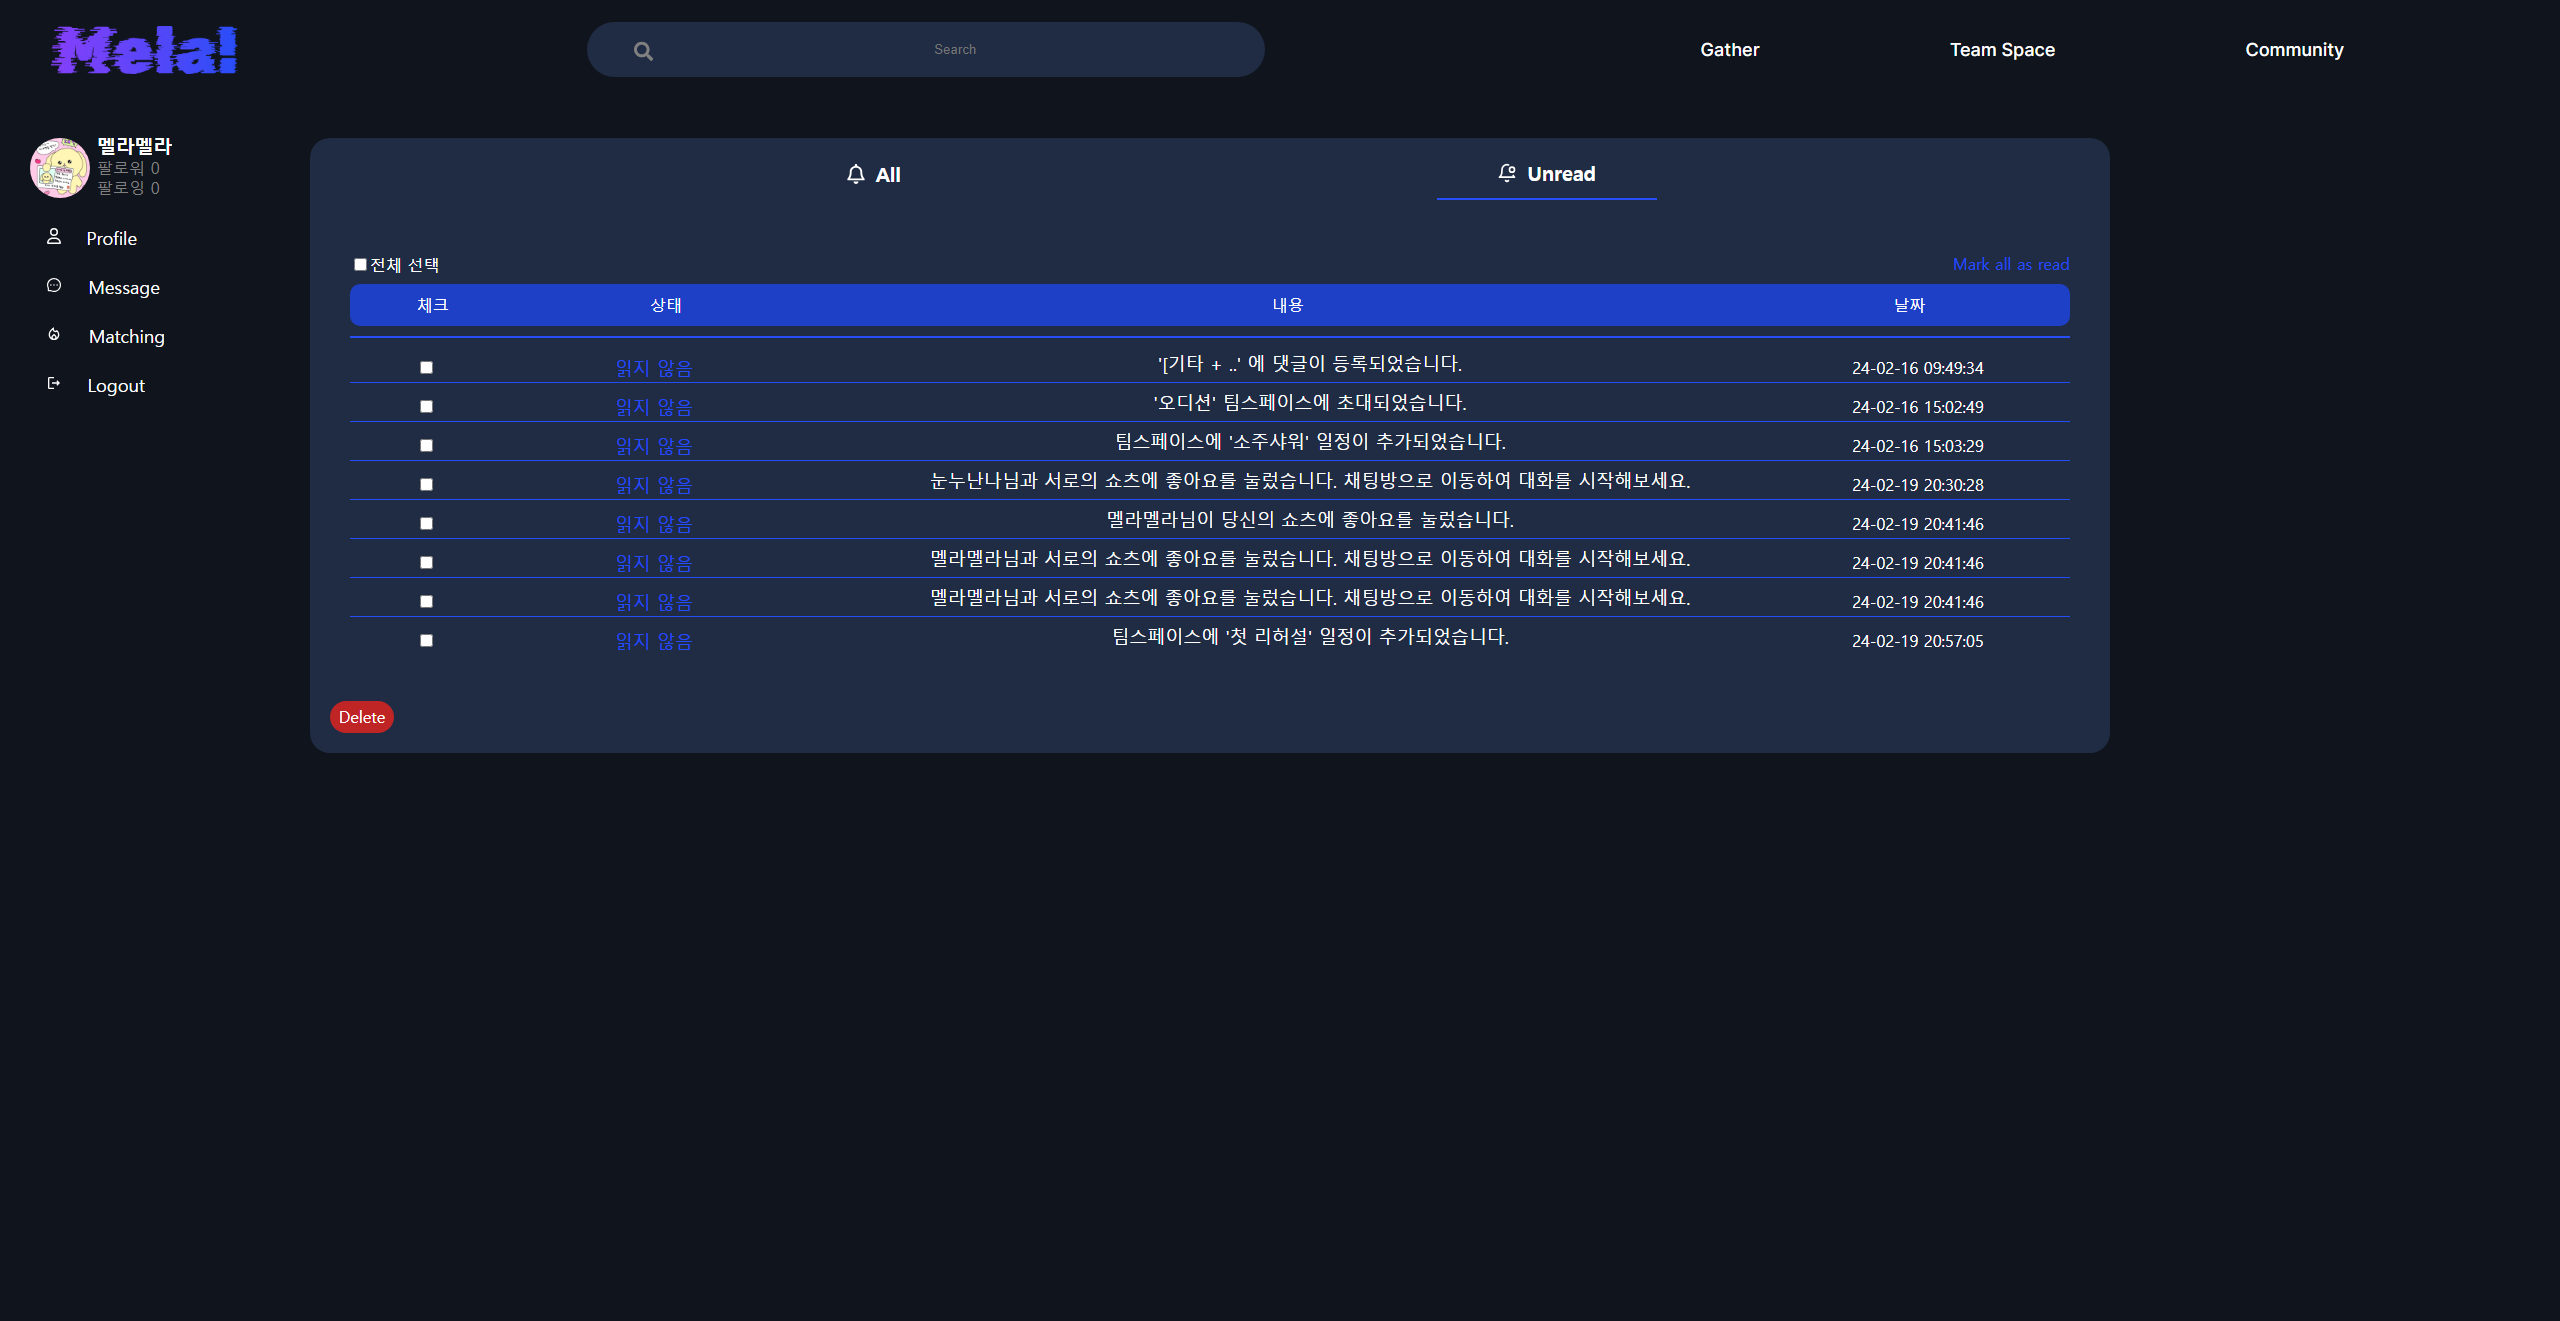 Mela!
Search
Gather
Team Space
Community
멜라멜라
팔로워 0
팔로잉 0
Profile
Message
Matching
Logout
All
Unread
전체 선택
Mark all as read
체크 상태 내용 날짜
읽지 않음 '[기타 + ..' 에 댓글이 등록되었습니다. 24-02-16 09:49:34
읽지 않음 '오디션' 팀스페이스에 초대되었습니다. 24-02-16 15:02:49
읽지 않음 팀스페이스에 '소주샤워' 일정이 추가되었습니다. 24-02-16 15:03:29
읽지 않음 눈누난나님과 서로의 쇼츠에 좋아요를 눌렀습니다. 채팅방으로 이동하여 대화를 시작해보세요. 24-02-19 20:30:28
읽지 않음 멜라멜라님이 당신의 쇼츠에 좋아요를 눌렀습니다. 24-02-19 20:41:46
읽지 않음 멜라멜라님과 서로의 쇼츠에 좋아요를 눌렀습니다. 채팅방으로 이동하여 대화를 시작해보세요. 24-02-19 20:41:46
읽지 않음 멜라멜라님과 서로의 쇼츠에 좋아요를 눌렀습니다. 채팅방으로 이동하여 대화를 시작해보세요. 24-02-19 20:41:46
읽지 않음 팀스페이스에 '첫 리허설' 일정이 추가되었습니다. 24-02-19 20:57:05
Delete